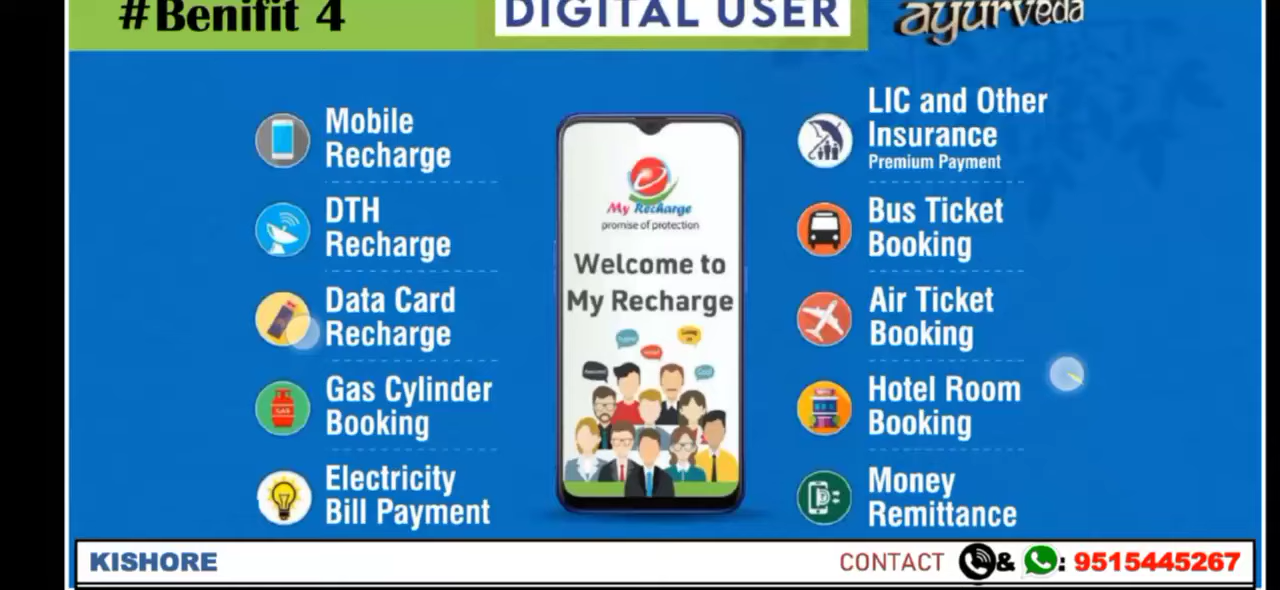 #Benifit 4
DIGITAL USER
ayurveda
Mobile
Recharge
DTH
Recharge
Data Card
Recharge
Gas Cylinder
Booking
Electricity
Bill Payment
My Recharge
promise of protection
Welcome to
My Recharge
LIC and Other
Insurance
Premium Payment
Bus Ticket
Booking
Air Ticket
Booking
Hotel Room
Booking
Money
Remittance
GAS
KISHORE
CONTACT & : 9515445267